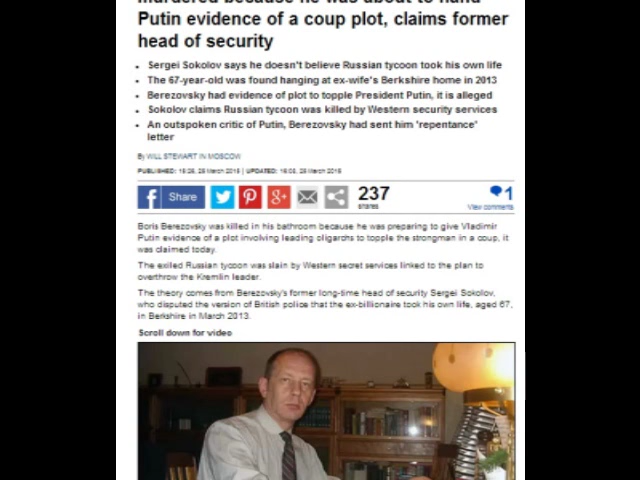 murdered because he was about to hand
Putin evidence of a coup plot, claims former
head of security
Sergei Sokolov says he doesn't believe Russian tycoon took his own life
The 67-year-old was found hanging at ex-wife's Berkshire home in 2013
Berezovsky had evidence of plot to topple President Putin, it is alleged
Sokolov claims Russian tycoon was killed by Western security services
An outspoken critic of Putin, Berezovsky had sent him 'repentance'
letter
By WILL STEWART IN MOSCOW
PUBLISHED: March 2015 | UPDATED: March 2015
f Share
237
shares
1
View comments
Boris Berezovsky was killed in his bathroom because he was preparing to give Vladimir
Putin evidence of a plot involving leading oligarchs to topple the strongman in a coup, it
was claimed today.
The exiled Russian tycoon was slain by Western secret services linked to the plan to
overthrow the Kremlin leader.
The theory comes from Berezovsky's former long-time head of security Sergei Sokolov,
who disputed the version of British police that the ex-billionaire took his own life, aged 67,
in Berkshire in March 2013.
Scroll down for video